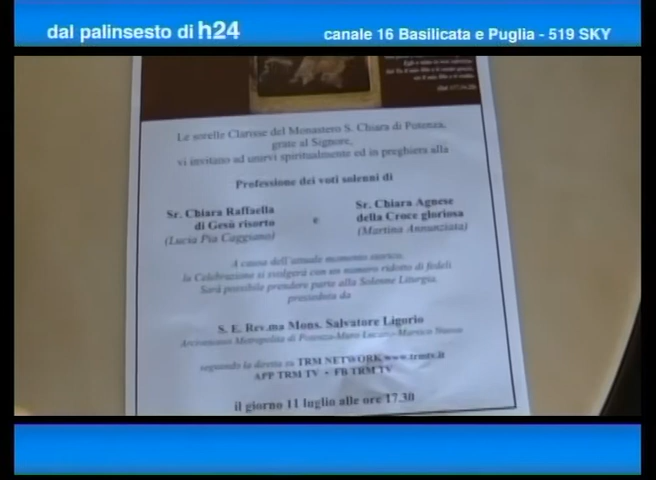 dal palinsesto di h24
canale 16 Basilicata e Puglia - 519 SKY
Le sorelle Clarisse del Monastero S. Chiara di Potenza,
grate al Signore,
vi invitano ad unirvi spiritualmente ed in preghiera alla
Professione dei voti solenni di
Sr. Chiara Raffaella
di Gesù risorto
(Lucia Pia Caggiano)
e
Sr. Chiara Agnese
della Croce gloriosa
(Martina Annunziata)
A causa dell'attuale momento storico,
la Celebrazione si svolgerà con un numero ridotto di fedeli.
Sarà possibile prendere parte alla Solenne Liturgia,
presieduta da
S. E. Rev.ma Mons. Salvatore Ligorio
Arcivescovo Metropolita di Potenza-Muro Lucano-Marsico Nuovo
seguendo la diretta su TRM NETWORK www.trmtv.it
APP TRM TV • FB TRM TV
il giorno 11 luglio alle ore 17.30